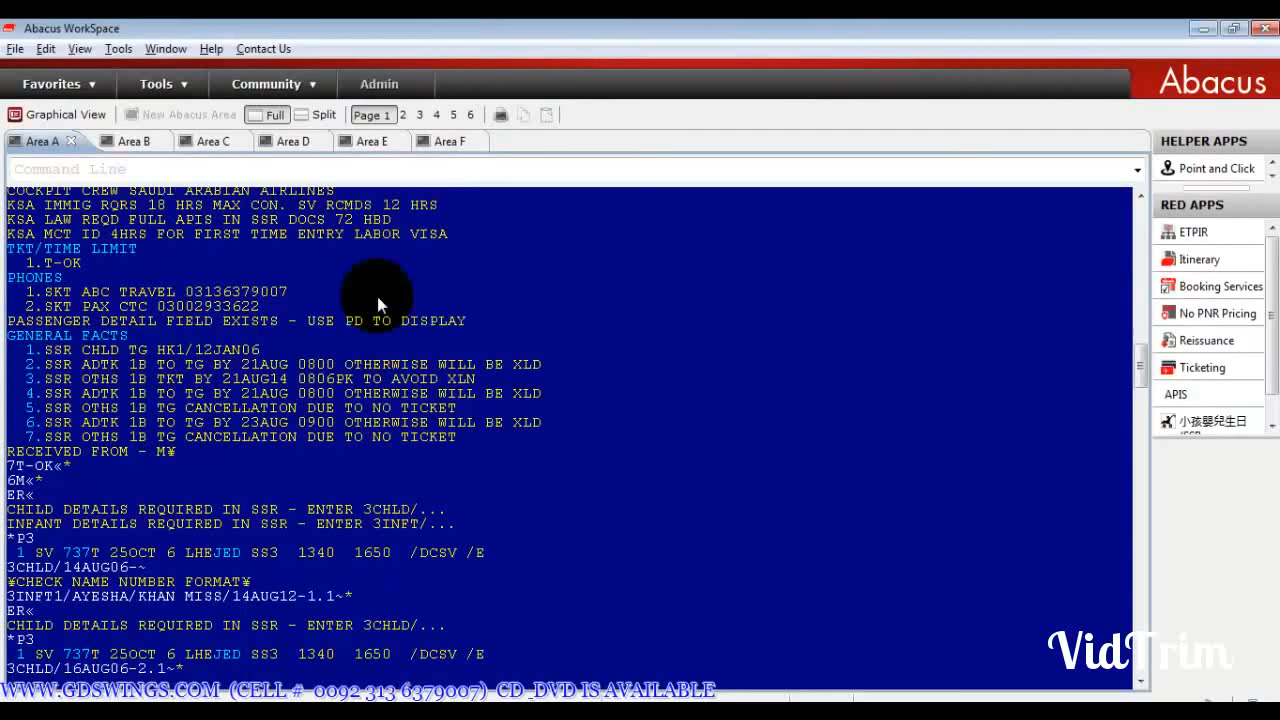 Abacus WorkSpace
File Edit View Tools Window Help Contact Us
Favorites Tools Community Admin
Abacus
Graphical View New Abacus Area Full Split Page 1 2 3 4 5 6
Area A Area B Area C Area D Area E Area F
Command Line
COCKPIT CREW SAUDI ARABIAN AIRLINES
KSA IMMIG RQRS 18 HRS MAX CON. SV RCMDS 12 HRS
KSA LAW REQD FULL APIS IN SSR DOCS 72 HBD
KSA MCT ID 4HRS FOR FIRST TIME ENTRY LABOR VISA
TKT/TIME LIMIT
1.T-OK
PHONES
1.SKT ABC TRAVEL 03136379007
2.SKT PAX CTC 03002933622
PASSENGER DETAIL FIELD EXISTS - USE PD TO DISPLAY
GENERAL FACTS
1.SSR CHLD TG HK1/12JAN06
2.SSR ADTK 1B TO TG BY 21AUG 0800 OTHERWISE WILL BE XLD
3.SSR OTHS 1B TKT BY 21AUG14 0806PK TO AVOID XLN
4.SSR ADTK 1B TO TG BY 21AUG 0800 OTHERWISE WILL BE XLD
5.SSR OTHS 1B TG CANCELLATION DUE TO NO TICKET
6.SSR ADTK 1B TO TG BY 23AUG 0900 OTHERWISE WILL BE XLD
7.SSR OTHS 1B TG CANCELLATION DUE TO NO TICKET
RECEIVED FROM - M¥
7T-OK«*
6M«*
ER«
CHILD DETAILS REQUIRED IN SSR - ENTER 3CHLD/...
INFANT DETAILS REQUIRED IN SSR - ENTER 3INFT/...
*P3
1 SV 737T 25OCT 6 LHEJED SS3 1340 1650 /DCSV /E
3CHLD/14AUG06-~
¥CHECK NAME NUMBER FORMAT¥
3INFT1/AYESHA/KHAN MISS/14AUG12-1.1~*
ER«
CHILD DETAILS REQUIRED IN SSR - ENTER 3CHLD/...
*P3
1 SV 737T 25OCT 6 LHEJED SS3 1340 1650 /DCSV /E
3CHLD/16AUG06-2.1~*
HELPER APPS
Point and Click
RED APPS
ETPIR
Itinerary
Booking Services
No PNR Pricing
Reissuance
Ticketing
APIS
小孩嬰兒生日
VidTrim
WWW.GDSWINGS.COM (CELL # 0092 313 6379007) CD_DVD IS AVAILABLE